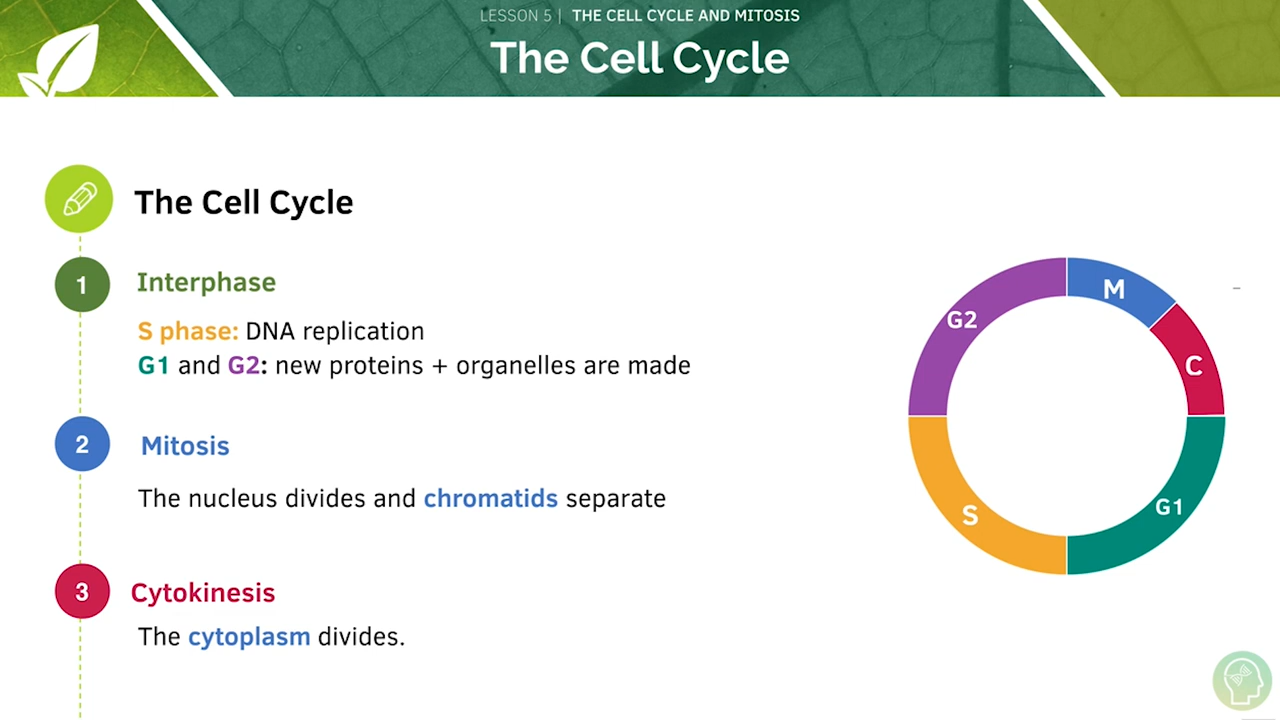 LESSON 5 | THE CELL CYCLE AND MITOSIS
The Cell Cycle
The Cell Cycle
1 Interphase
S phase: DNA replication
G1 and G2: new proteins + organelles are made
2 Mitosis
The nucleus divides and chromatids separate
3 Cytokinesis
The cytoplasm divides.
M
G2
C
G1
S